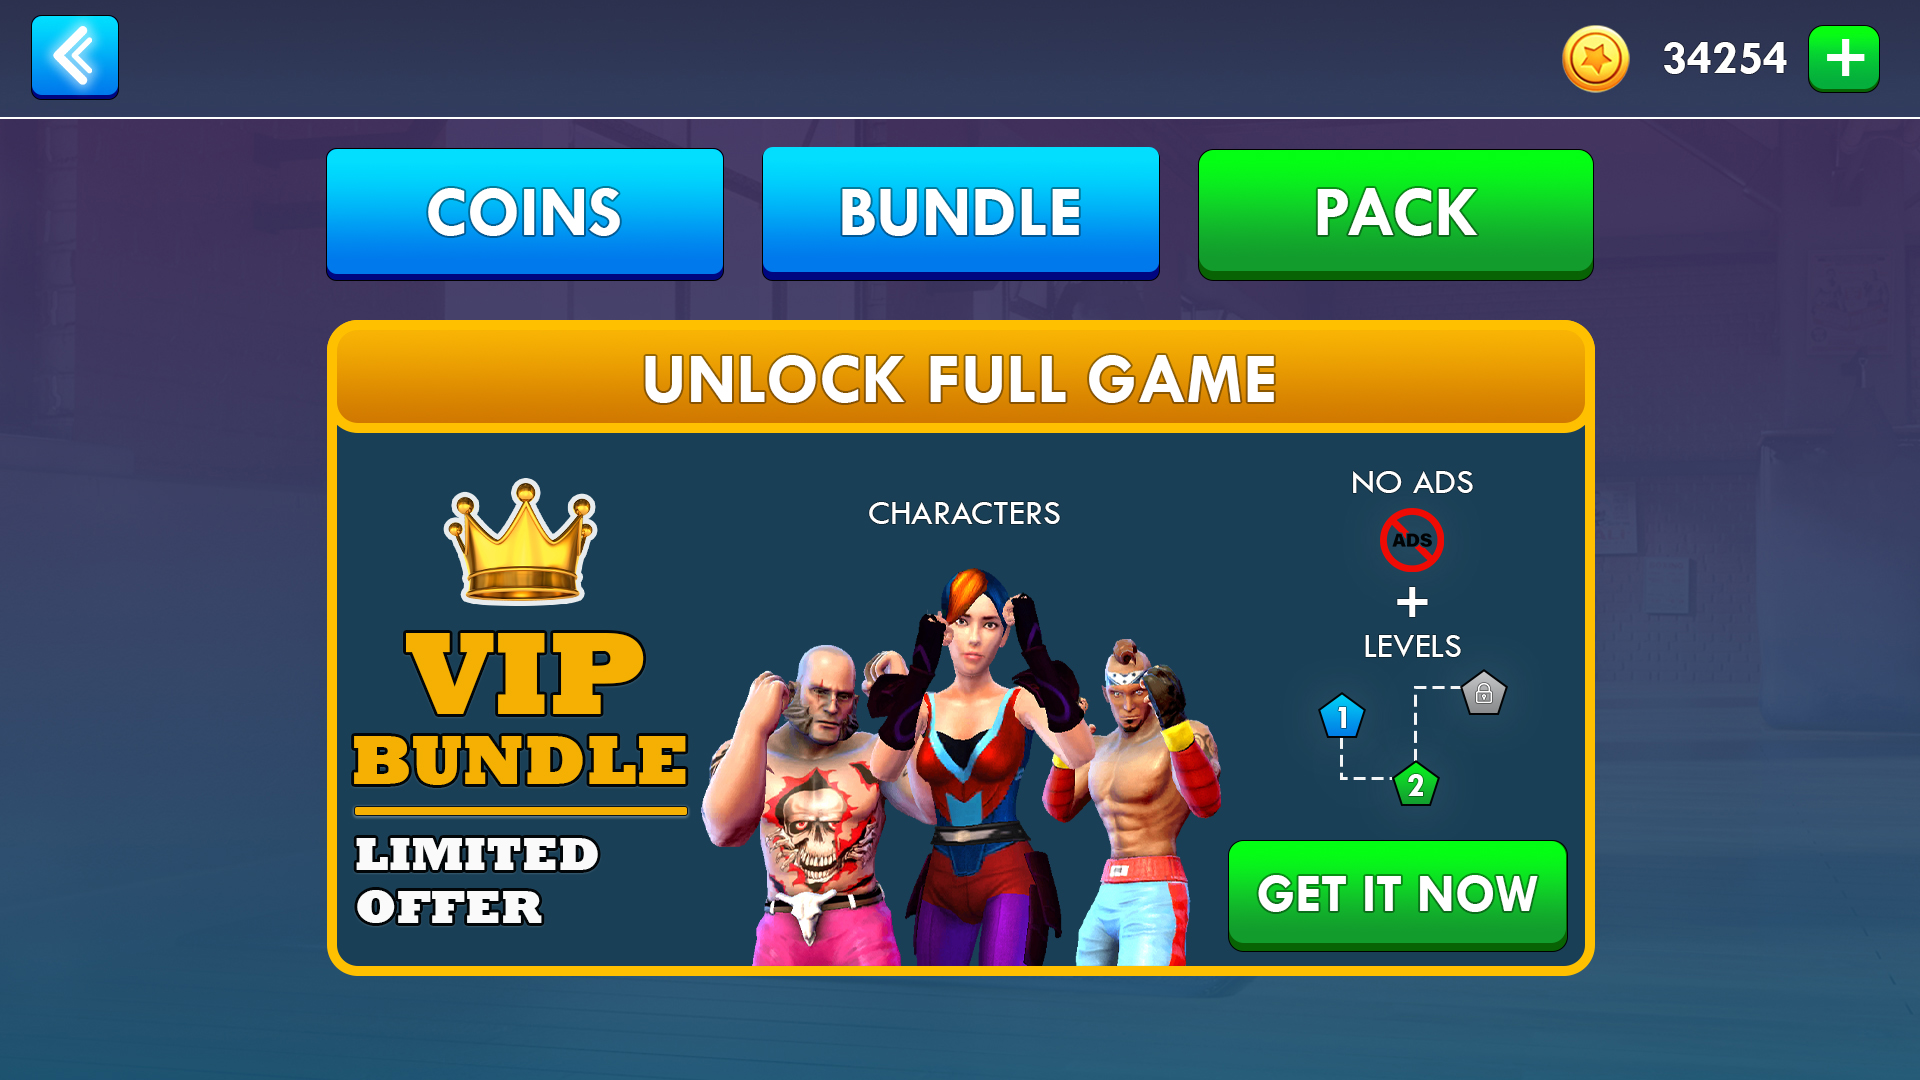 34254
COINS
BUNDLE
PACK
UNLOCK FULL GAME
VIP
BUNDLE
LIMITED
OFFER
CHARACTERS
NO ADS
ADS
+
LEVELS
1
2
GET IT NOW